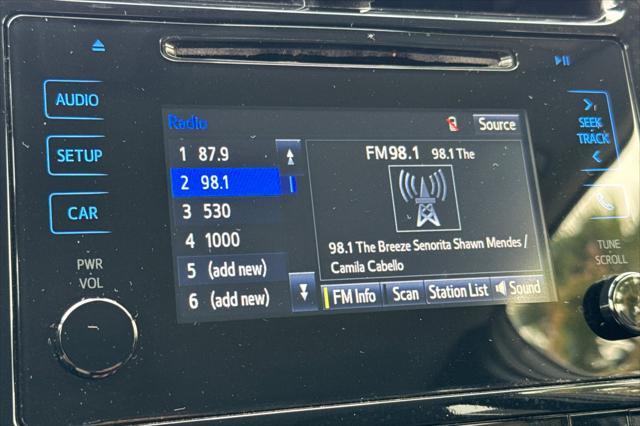 AUDIO
SETUP
CAR
PWR
VOL
Radio
Source
1 87.9
2 98.1
3 530
4 1000
5 (add new)
6 (add new)
FM98.1 98.1 The
98.1 The Breeze Senorita Shawn Mendes /
Camila Cabello
FM Info
Scan
Station List
Sound
SEEK
TRACK
TUNE
SCROLL